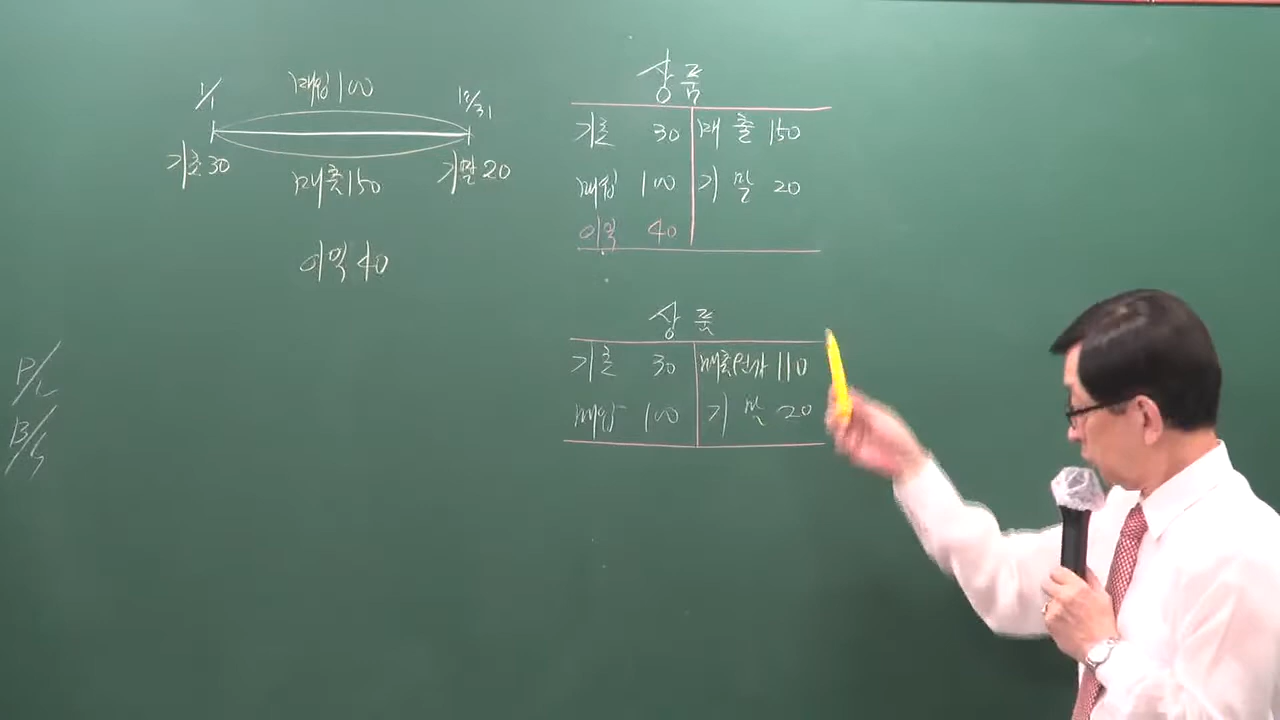 1/1
매입 100
12/31
기초 30
매출 150
기말 20
이익 40
P/L
B/S
상품
기초 30 매출 150
매입 100 기말 20
이익 40
상품
기초 30 매출원가 110
매입 100 기말 20